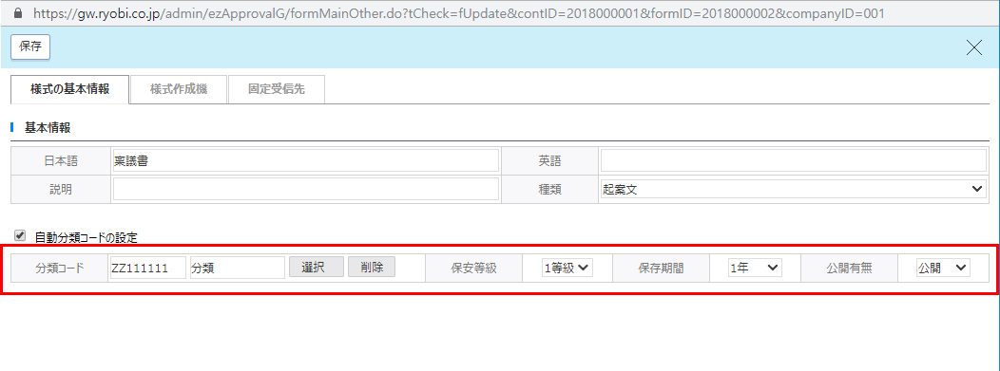 https://gw.ryobi.co.jp/admin/ezApprovalG/formMainOther.do?tCheck=fUpdate&contID=2018000001&formID=2018000002&companyID=001
保存
様式の基本情報 様式作成機 固定受信先
基本情報
日本語 稟議書 英語
説明 種類 起案文
自動分類コードの設定
分類コード ZZ111111 分類 選択 削除 保安等級 1等級 保存期間 1年 公開有無 公開